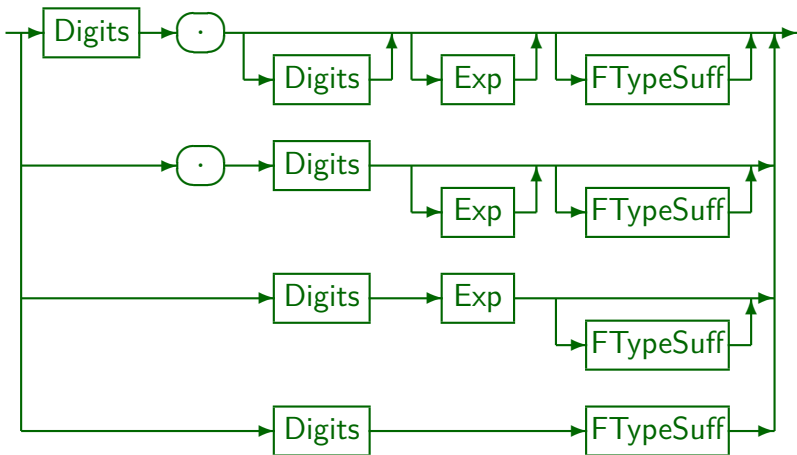 Digits .
Digits Exp FTypeSuff
. Digits
Exp FTypeSuff
Digits Exp
FTypeSuff
Digits FTypeSuff